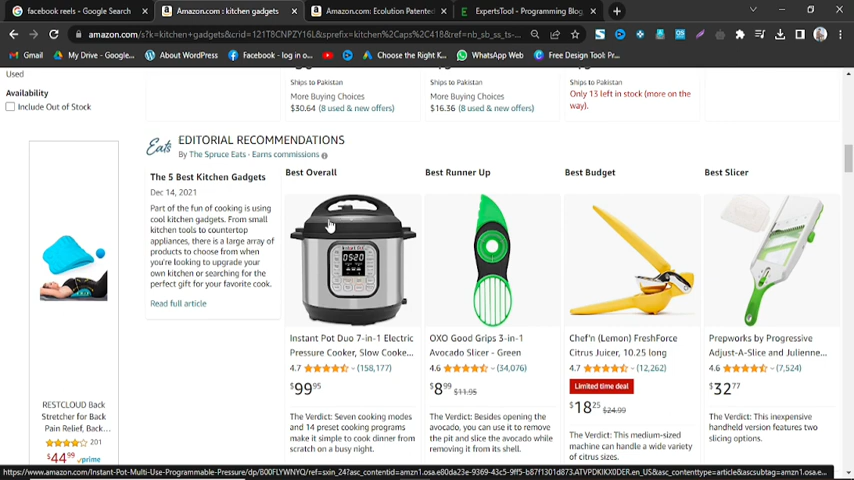 facebook reels - Google Search
Amazon.com : kitchen gadgets
Amazon.com: Ecolution Patented
ExpertsTool - Programming Blog
amazon.com/s?k=kitchen+gadgets&crid=121T8CNPZY16L&sprefix=kitchen%2Caps%2C418&ref=nb_sb_ss_ts-...
Gmail
My Drive - Google...
About WordPress
Facebook - log in o...
Choose the Right K...
WhatsApp Web
Free Design Tool: Pr...
Used
Availability
Include Out of Stock
Ships to Pakistan
More Buying Choices
$30.64 (8 used & new offers)
Ships to Pakistan
More Buying Choices
$16.36 (8 used & new offers)
Ships to Pakistan
Only 13 left in stock (more on the
way).
Eats
EDITORIAL RECOMMENDATIONS
By The Spruce Eats - Earns commissions
The 5 Best Kitchen Gadgets
Dec 14, 2021
Part of the fun of cooking is using
cool kitchen gadgets. From small
kitchen tools to countertop
appliances, there is a large array of
products to choose from when
you're looking to upgrade your
own kitchen or searching for the
perfect gift for your favorite cook.
Read full article
Best Overall
05:20
Instant Pot Duo 7-in-1 Electric
Pressure Cooker, Slow Cooke...
4.7 (158,177)
$99.95
The Verdict: Seven cooking modes
and 14 preset cooking programs
make it simple to cook dinner from
scratch on a busy night.
Best Runner Up
OXO Good Grips 3-in-1
Avocado Slicer - Green
4.6 (34,076)
$8.99 $11.95
The Verdict: Besides opening the
avocado, you can use it to remove
the pit and slice the avocado while
removing it from its shell.
Best Budget
Chef'n (Lemon) FreshForce
Citrus Juicer, 10.25 long
4.7 (12,262)
Limited time deal
$18.25 $24.99
The Verdict: This medium-sized
machine can handle a wide variety
of citrus sizes.
Best Slicer
Prepworks by Progressive
Adjust-A-Slice and Julienne...
4.6 (7,524)
$32.77
The Verdict: This inexpensive
handheld version features two
slicing options.
RESTCLOUD Back
Stretcher for Back
Pain Relief, Back...
201
$44.99 prime